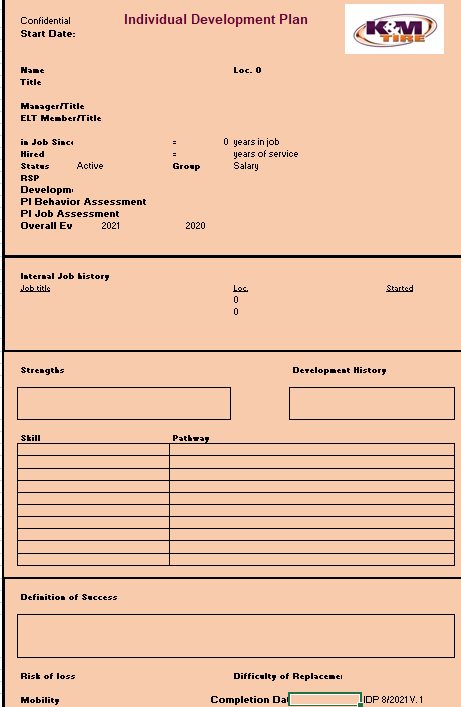 Confidential
Individual Development Plan
K&M
TIRE
Start Date:
Name Loc. 0
Title
Manager/Title
ELT Member/Title
in Job Since = 0 years in job
Hired = years of service
Status Active Group Salary
RSP
Developm
PI Behavior Assessment
PI Job Assessment
Overall Ev 2021 2020
Internal Job history
Job title Loc. Started
0
0
Strengths Development History
Skill Pathway
Definition of Success
Risk of loss Difficulty of Replaceme
Mobility Completion Da IDP 8/2021 V.1